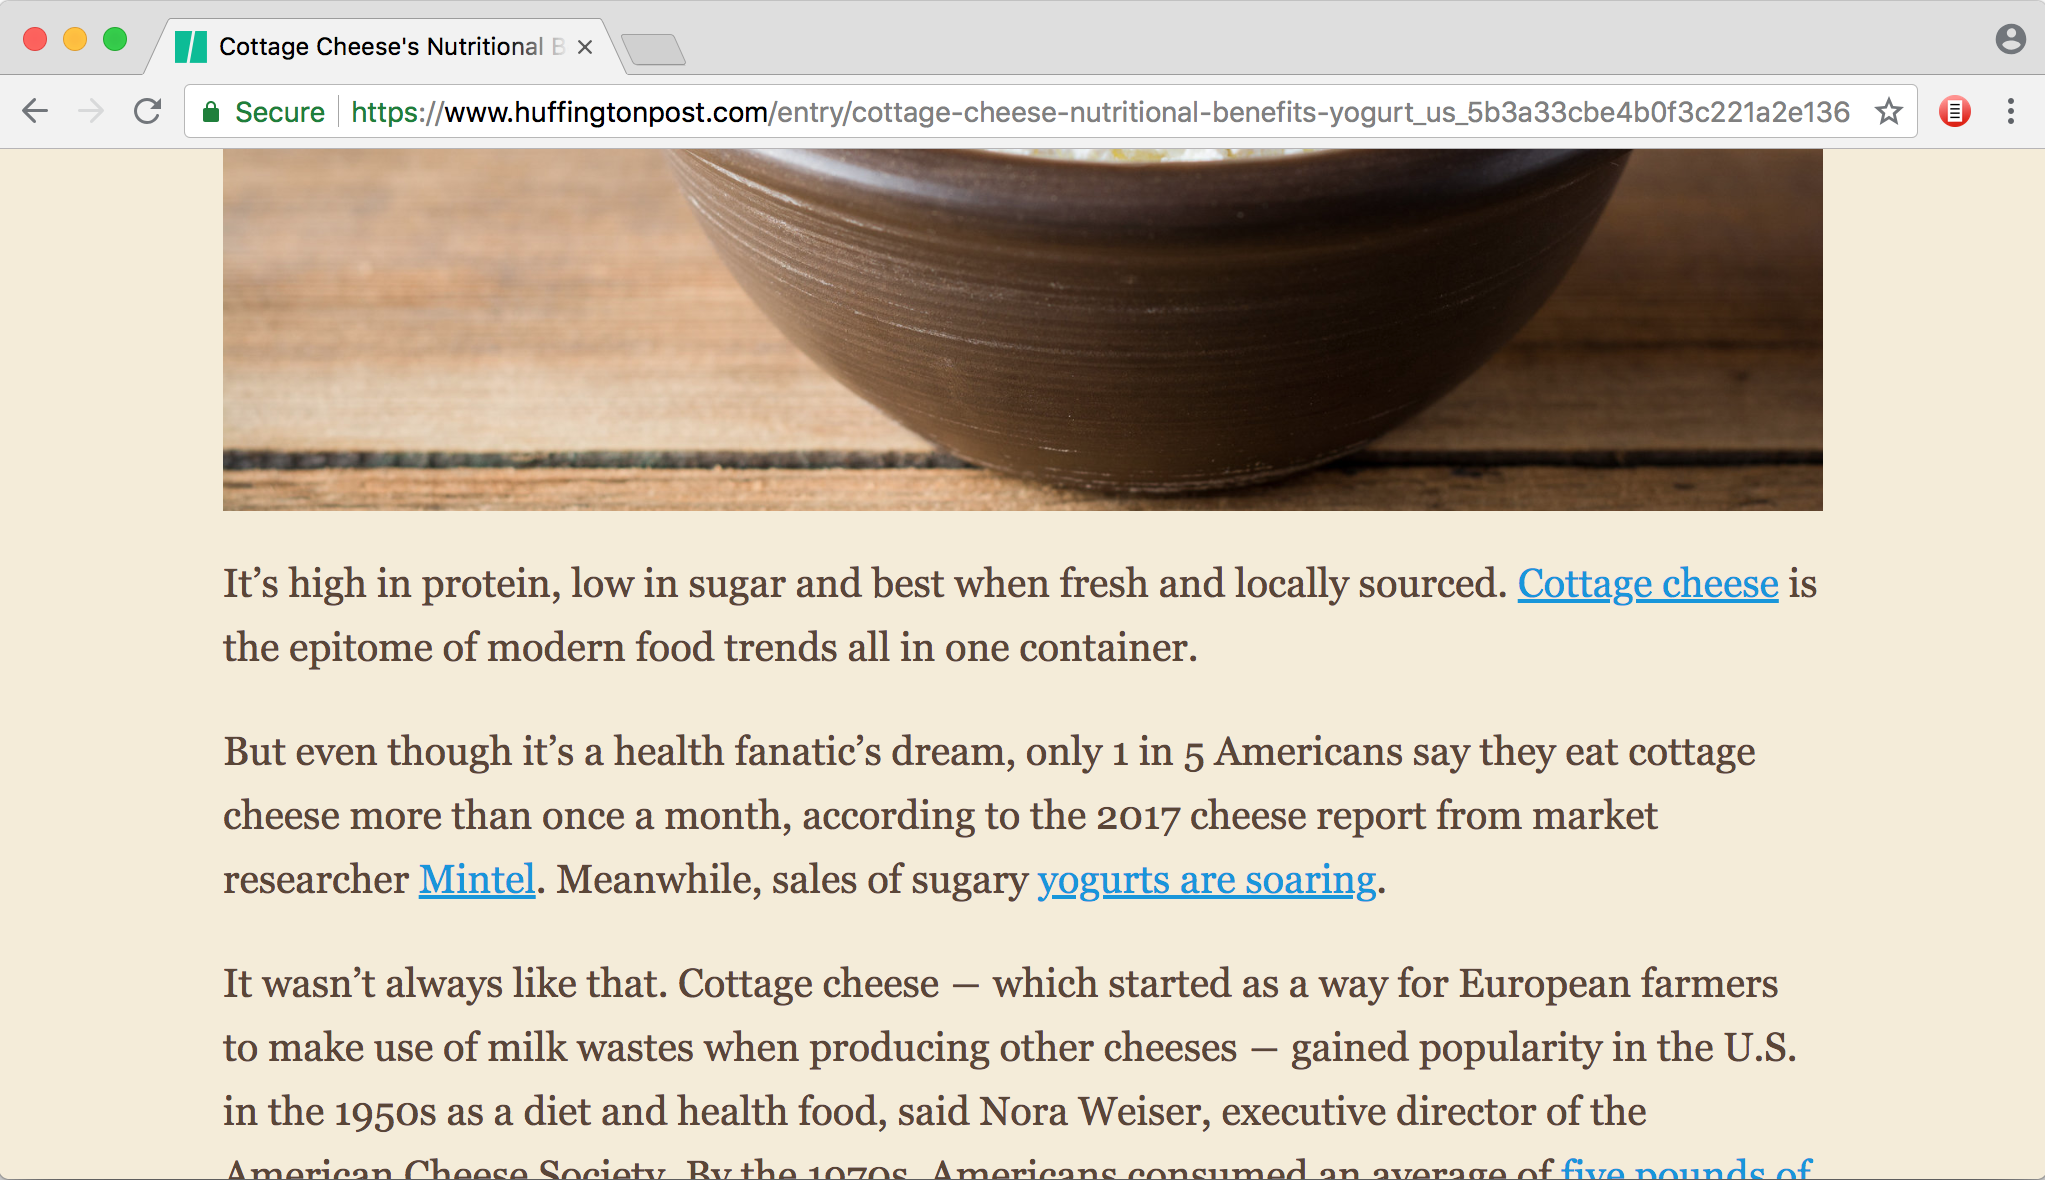 Cottage Cheese's Nutritional B
Secure https://www.huffingtonpost.com/entry/cottage-cheese-nutritional-benefits-yogurt_us_5b3a33cbe4b0f3c221a2e136
It’s high in protein, low in sugar and best when fresh and locally sourced. Cottage cheese is
the epitome of modern food trends all in one container.
But even though it’s a health fanatic’s dream, only 1 in 5 Americans say they eat cottage
cheese more than once a month, according to the 2017 cheese report from market
researcher Mintel. Meanwhile, sales of sugary yogurts are soaring.
It wasn’t always like that. Cottage cheese — which started as a way for European farmers
to make use of milk wastes when producing other cheeses — gained popularity in the U.S.
in the 1950s as a diet and health food, said Nora Weiser, executive director of the
American Cheese Society. By the 1970s, Americans consumed an average of five pounds of